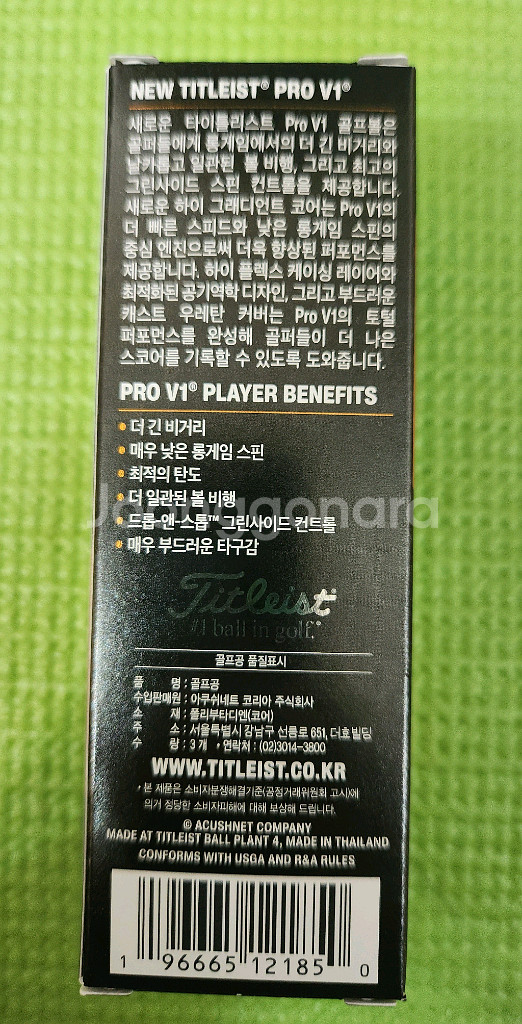 NEW TITLEIST® PRO V1®
새로운 타이틀리스트 Pro V1 골프볼은
골퍼들에게 롱게임에서의 더 긴 비거리와
날카롭고 일관된 볼 비행, 그리고 최고의
그린사이드 스핀 컨트롤을 제공합니다.
새로운 하이 그래디언트 코어는 Pro V1의
더 빠른 스피드와 낮은 롱게임 스핀의
중심 엔진으로써 더욱 향상된 퍼포먼스를
제공합니다. 하이 플렉스 케이싱 레이어와
최적화된 공기역학 디자인, 그리고 부드러운
캐스트 우레탄 커버는 Pro V1의 토털
퍼포먼스를 완성해 골퍼들이 더 나은
스코어를 기록할 수 있도록 도와줍니다.
PRO V1® PLAYER BENEFITS
• 더 긴 비거리
• 매우 낮은 롱게임 스핀
• 최적의 탄도
• 더 일관된 볼 비행
• 드롭-앤-스톱™ 그린사이드 컨트롤
• 매우 부드러운 타구감
Joonggonara
Titleist®
#1 ball in golf.®
골프공 품질표시
품 명 : 골프공
수입판매원 : 아쿠쉬네트 코리아 주식회사
소 재 : 폴리부타디엔(코어)
주 소 : 서울특별시 강남구 선릉로 651, 더호빌딩
수 량 : 3 개 • 연락처 : (02)3014-3800
WWW.TITLEIST.CO.KR
• 본 제품은 소비자분쟁해결기준(공정거래위원회 고시)에
의거 정당한 소비자피해에 대해 보상해 드립니다.
© ACUSHNET COMPANY
MADE AT TITLEIST BALL PLANT 4, MADE IN THAILAND
CONFORMS WITH USGA AND R&A RULES
1 96665 12185 0